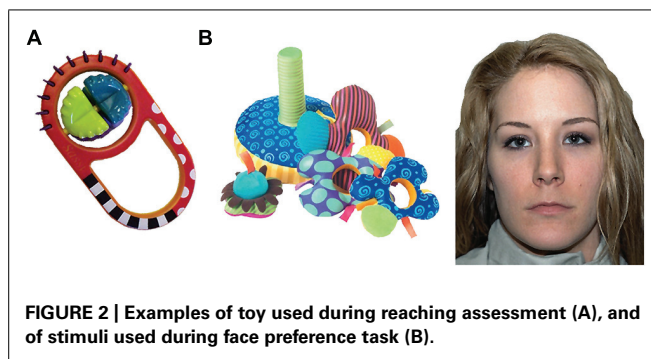 A
B
FIGURE 2 | Examples of toy used during reaching assessment (A), and
of stimuli used during face preference task (B).